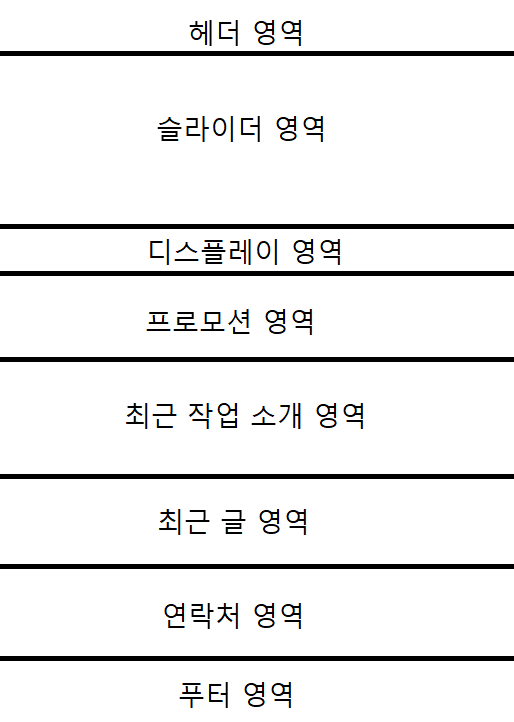 헤더 영역
슬라이더 영역
디스플레이 영역
프로모션 영역
최근 작업 소개 영역
최근 글 영역
연락처 영역
푸터 영역